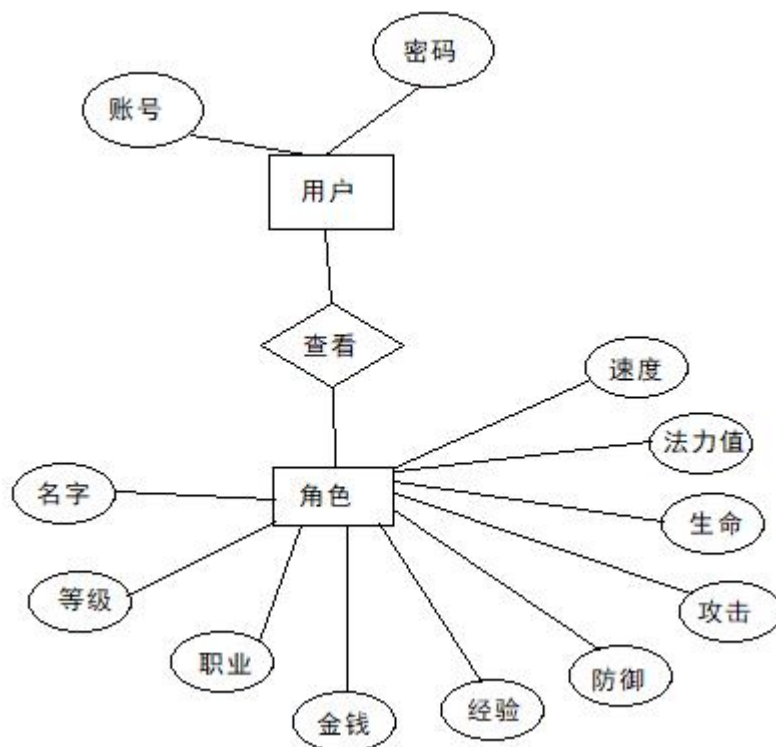 密码
账号
用户
查看
速度
法力值
名字
角色
生命
等级
攻击
职业
防御
金钱
经验